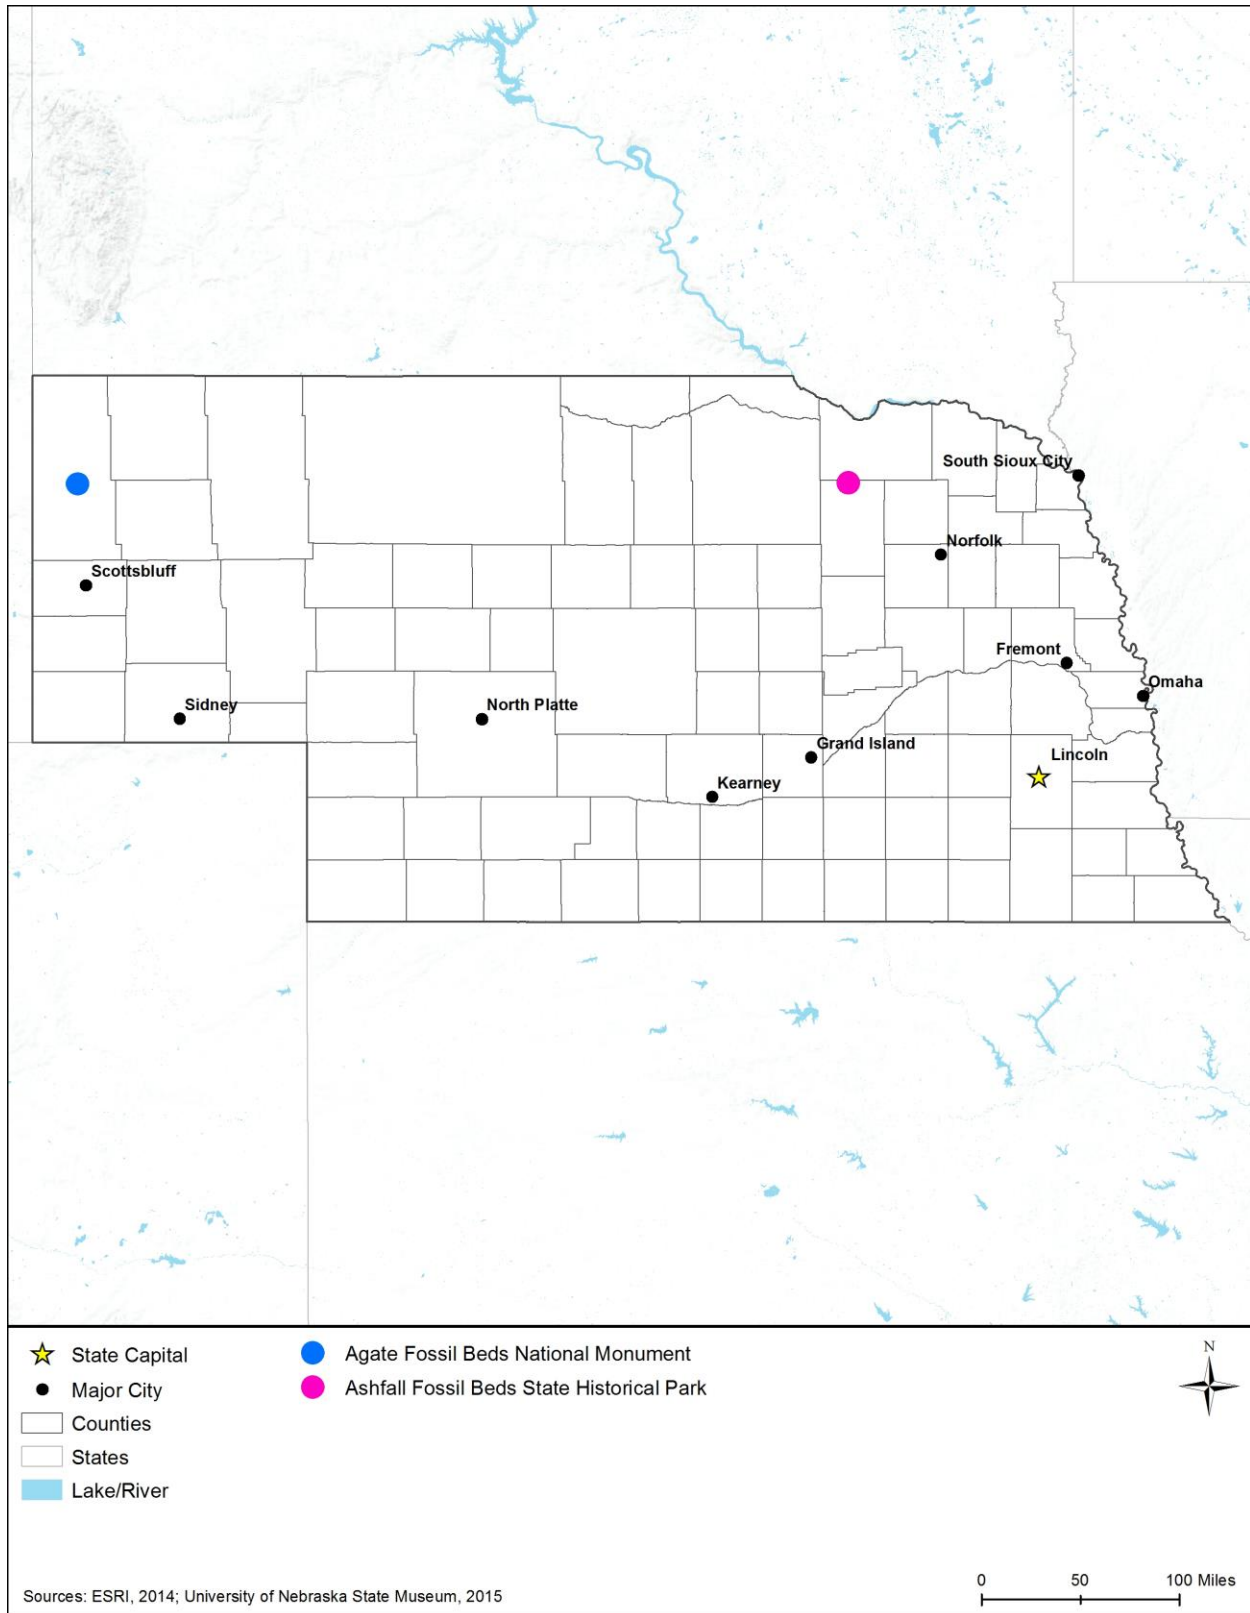 South Sioux City
Norfolk
Scottsbluff
Fremont
Omaha
Sidney
North Platte
Grand Island
Lincoln
Kearney
State Capital
Major City
Counties
States
Lake/River
Agate Fossil Beds National Monument
Ashfall Fossil Beds State Historical Park
N
0 50 100 Miles
Sources: ESRI, 2014; University of Nebraska State Museum, 2015